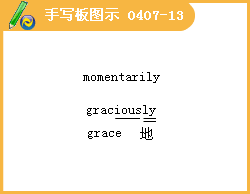 手写板图示 0407-13
momentarily
graciously
grace 地